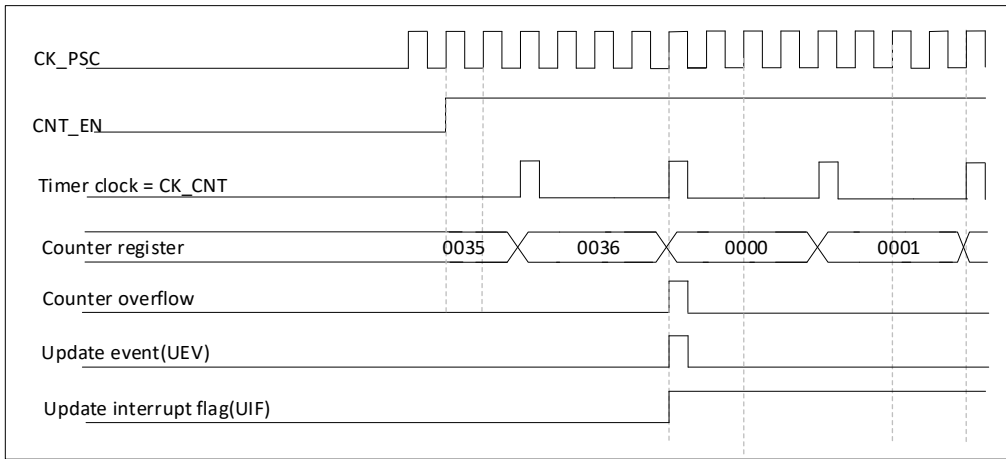 CK_PSC
CNT_EN
Timer clock = CK_CNT
Counter register 0035 0036 0000 0001
Counter overflow
Update event(UEV)
Update interrupt flag(UIF)